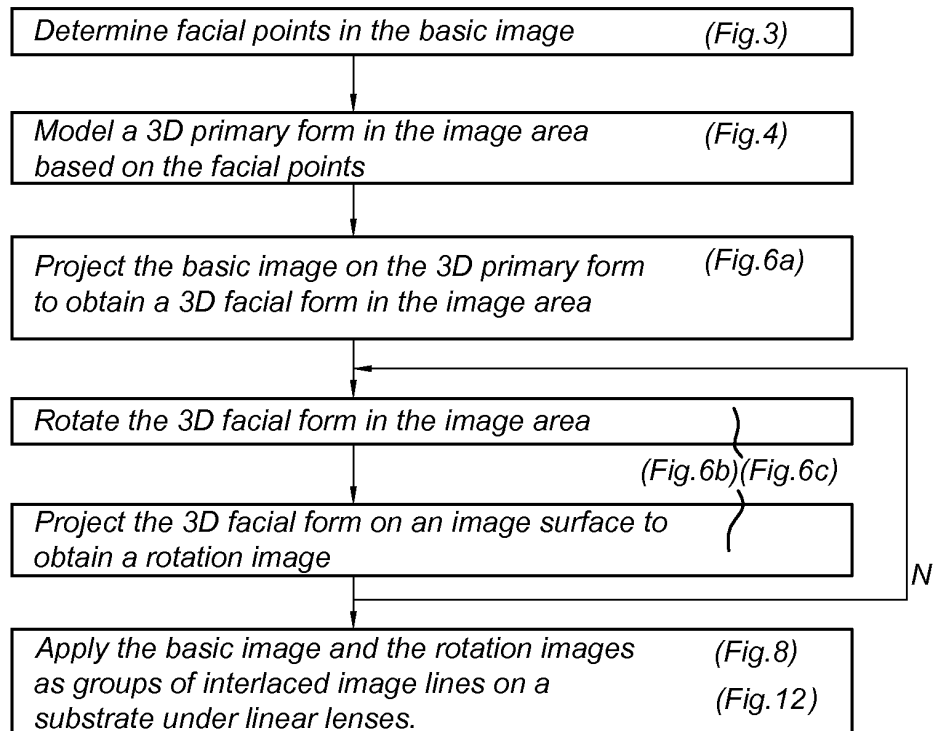 Determine facial points in the basic image (Fig.3)
Model a 3D primary form in the image area (Fig.4)
based on the facial points
Project the basic image on the 3D primary form (Fig.6a)
to obtain a 3D facial form in the image area
Rotate the 3D facial form in the image area
(Fig.6b)(Fig.6c)
Project the 3D facial form on an image surface to
obtain a rotation image
N
Apply the basic image and the rotation images (Fig.8)
as groups of interlaced image lines on a (Fig.12)
substrate under linear lenses.